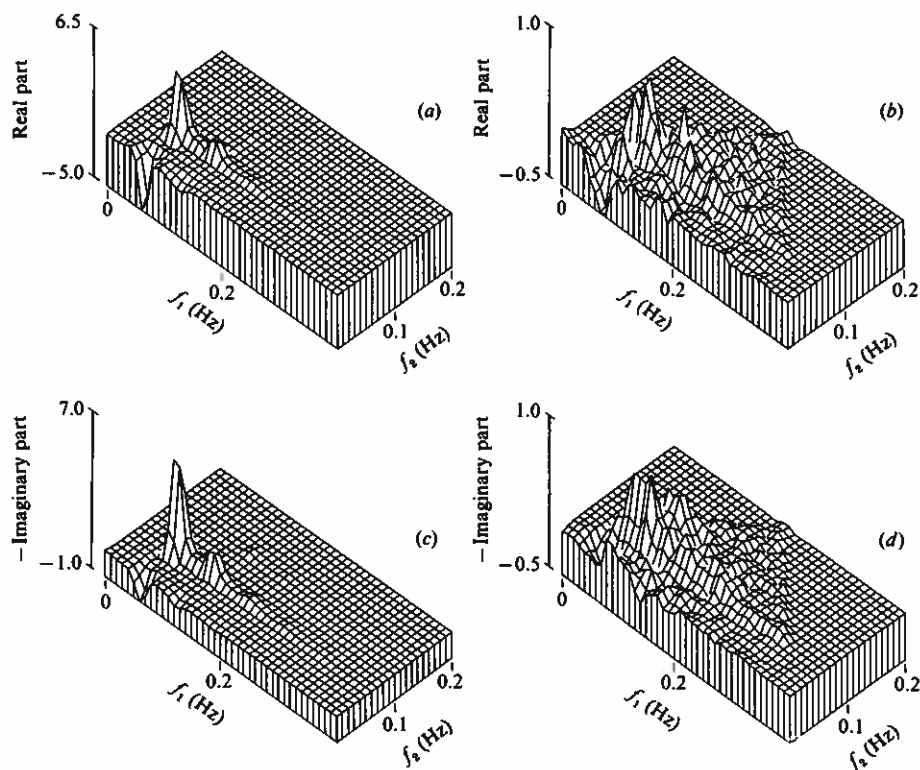 6.5
Real part
(a)
−5.0
0
0.2
f₁ (Hz)
0.1
0.2
f₂ (Hz)
1.0
Real part
(b)
−0.5
0
0.2
f₁ (Hz)
0.1
0.2
f₂ (Hz)
7.0
−Imaginary part
(c)
−1.0
0
0.2
f₁ (Hz)
0.1
0.2
f₂ (Hz)
1.0
−Imaginary part
(d)
−0.5
0
0.2
f₁ (Hz)
0.1
0.2
f₂ (Hz)